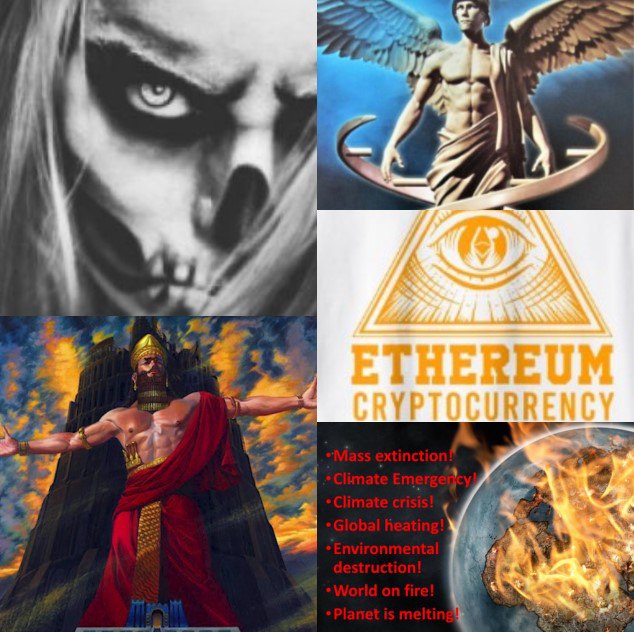 ETHEREUM
CRYPTOCURRENCY
•Mass extinction!
•Climate Emergency!
•Climate crisis!
•Global heating!
•Environmental
destruction!
•World on fire!
•Planet is melting!